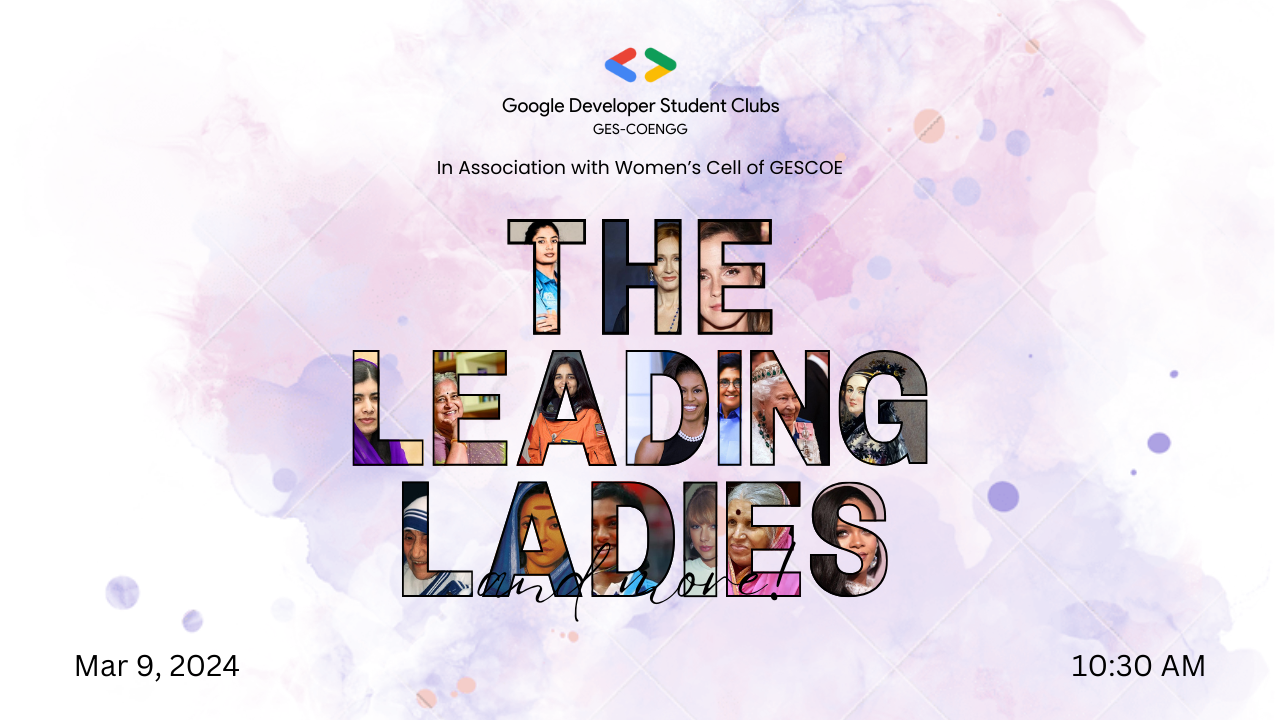 Google Developer Student Clubs
GES-COENGG
In Association with Women's Cell of GESCOE
THE
LEADING
LADIES
and more!
Mar 9, 2024
10:30 AM